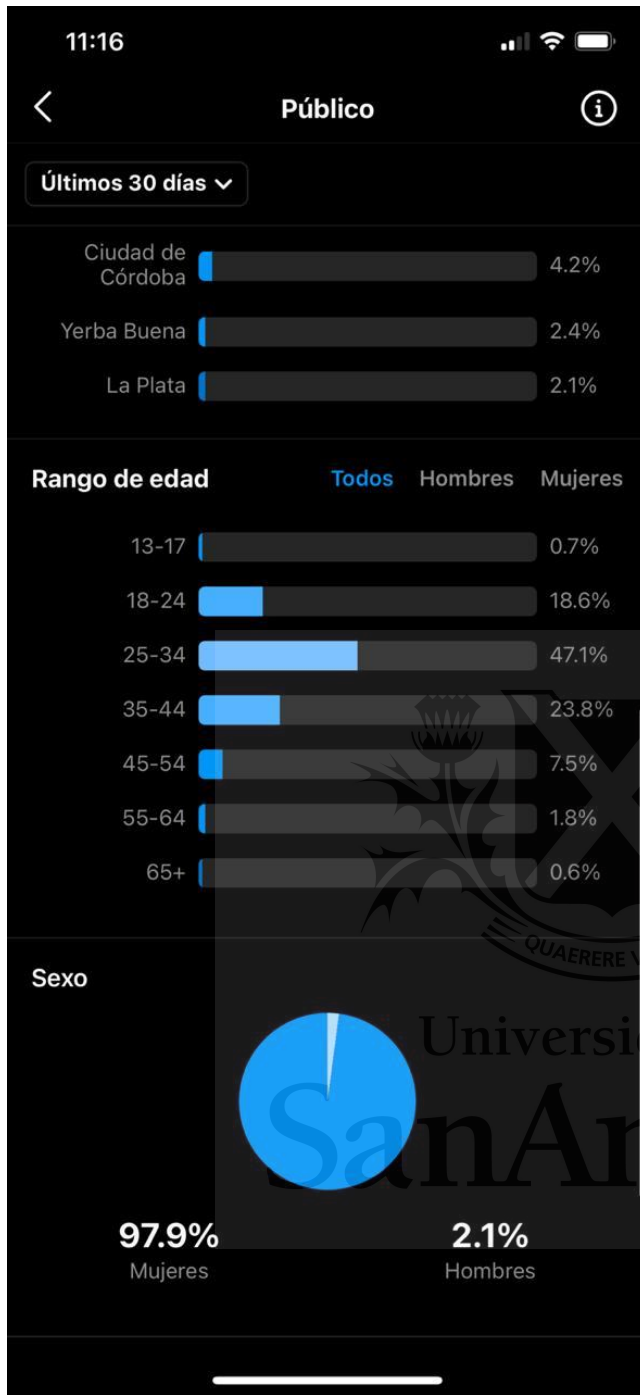 11:16
Público
Últimos 30 días
Ciudad de
Córdoba
4.2%
Yerba Buena 2.4%
La Plata 2.1%
Rango de edad Todos Hombres Mujeres
13-17 0.7%
18-24 18.6%
25-34 47.1%
35-44 23.8%
45-54 7.5%
55-64 1.8%
65+ 0.6%
QUAERERE
Sexo
Universi
SanA
97.9% 2.1%
Mujeres Hombres